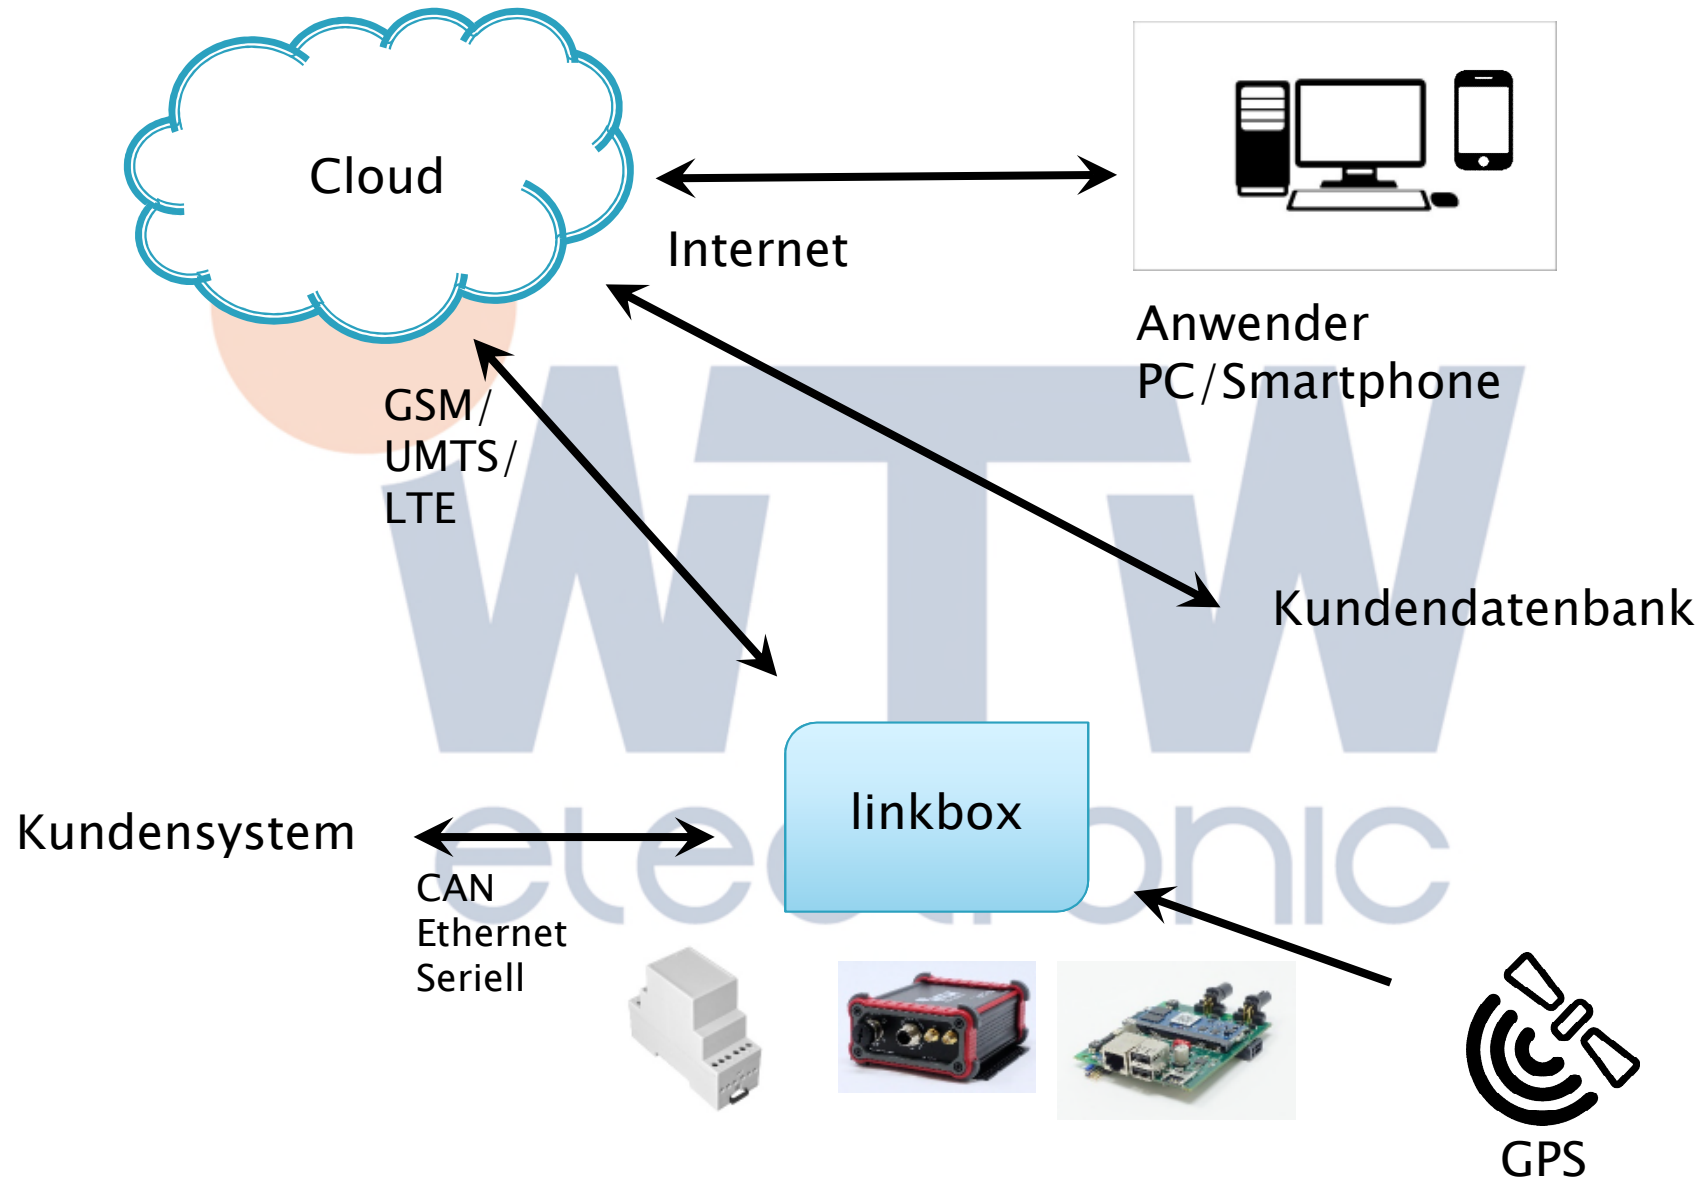 Cloud
Internet
Anwender
PC/Smartphone
GSM/
UMTS/
LTE
WTW
electronic
Kundendatenbank
linkbox
Kundensystem
CAN
Ethernet
Seriell
GPS